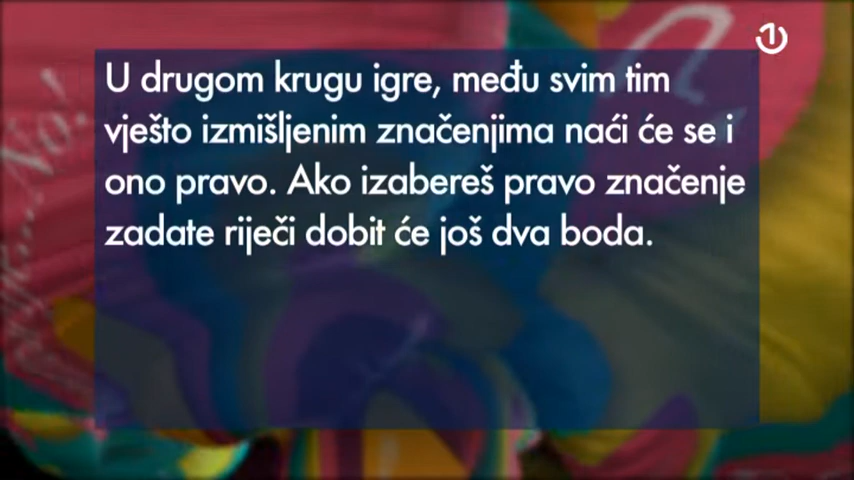 U drugom krugu igre, među svim tim
vješto izmišljenim značenjima naći će se i
ono pravo. Ako izabereš pravo značenje
zadate riječi dobit će još dva boda.
No!